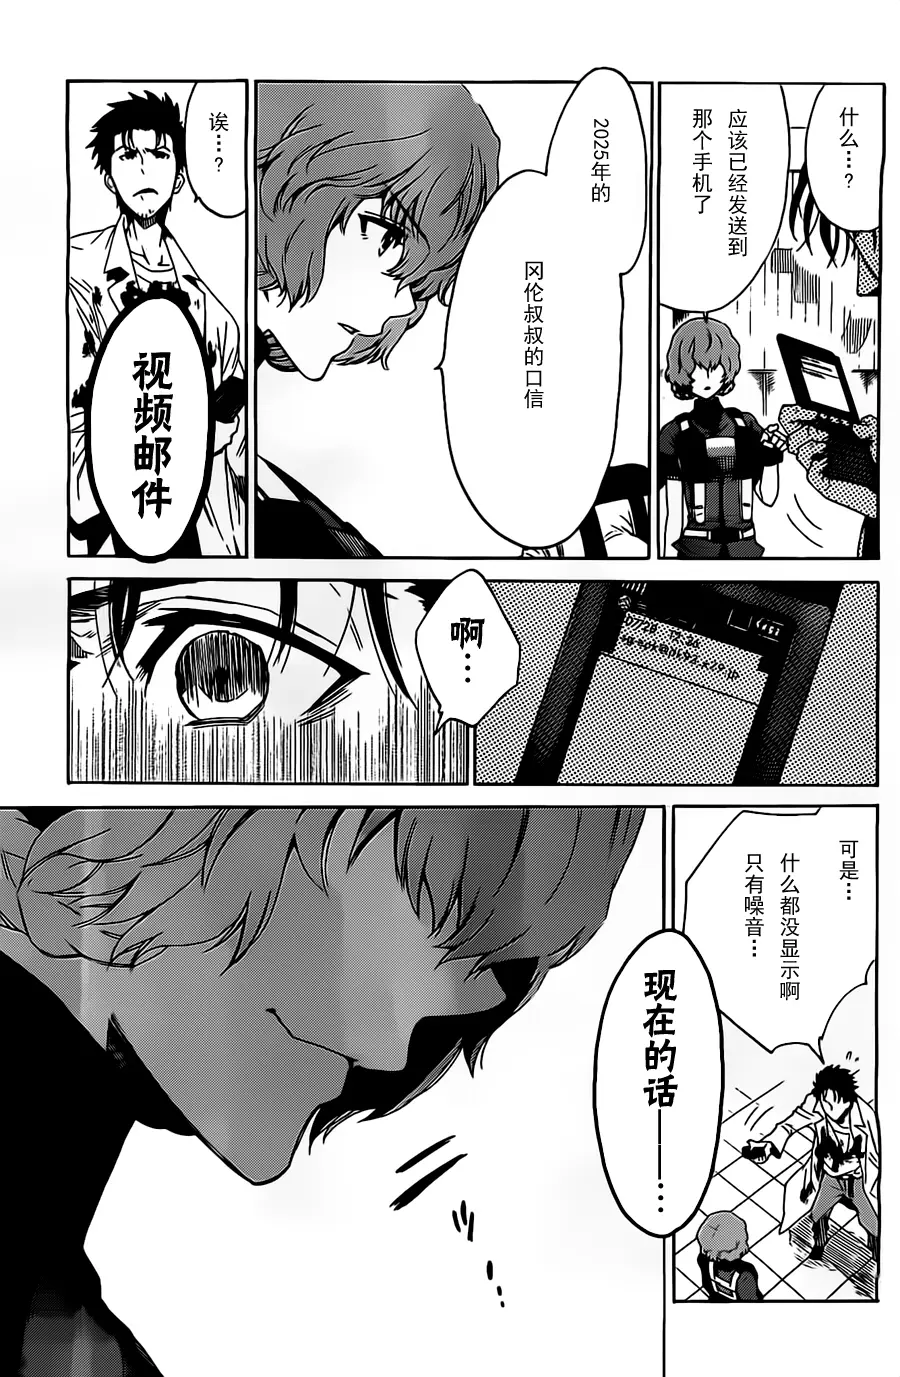 什么…?
应该已经发送到
那个手机了
2025年的
冈伦叔叔的口信
诶…?
视频邮件
啊…
可是…
什么都没显示啊
只有噪音…
现在的话——…